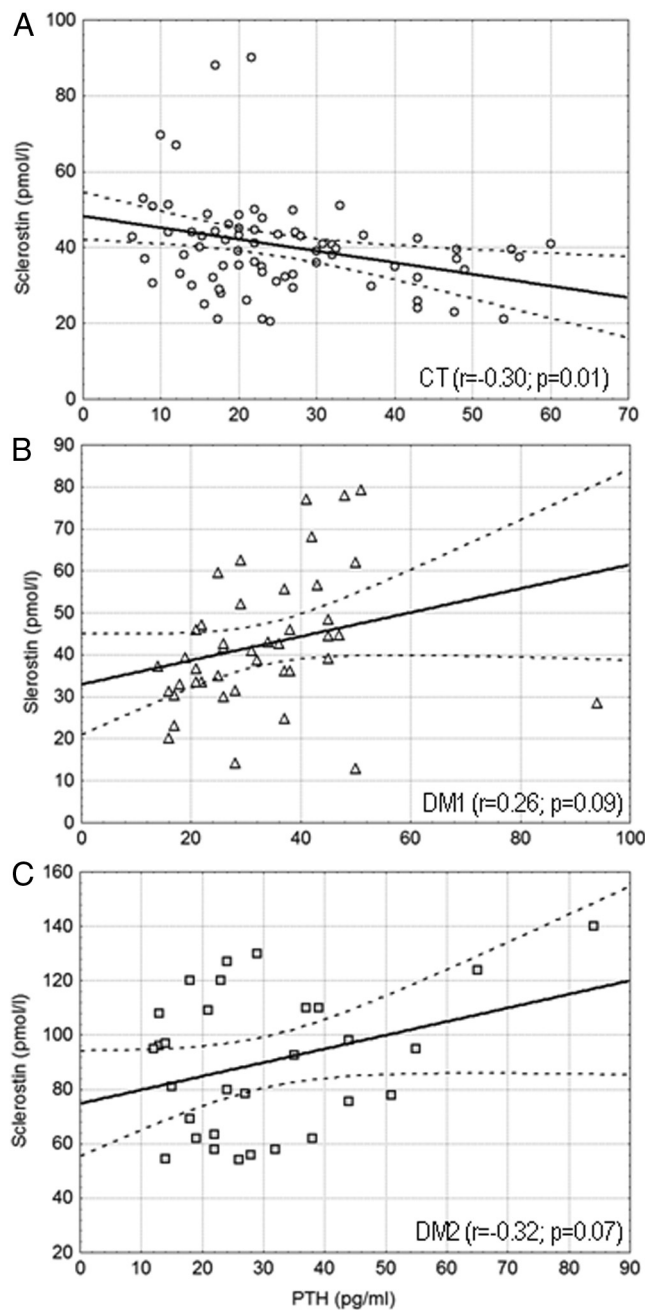 A
100
80
60
40
20
0
Sclerostin (pmol/l)
CT (r=-0.30; p=0.01)
0 10 20 30 40 50 60 70
B
90
80
70
60
50
40
30
20
10
0
Slerostin (pmol/l)
DM1 (r=0.26; p=0.09)
0 20 40 60 80 100
C
160
140
120
100
80
60
40
20
Sclerostin (pmol/l)
DM2 (r=-0.32; p=0.07)
0 10 20 30 40 50 60 70 80 90
PTH (pg/ml)